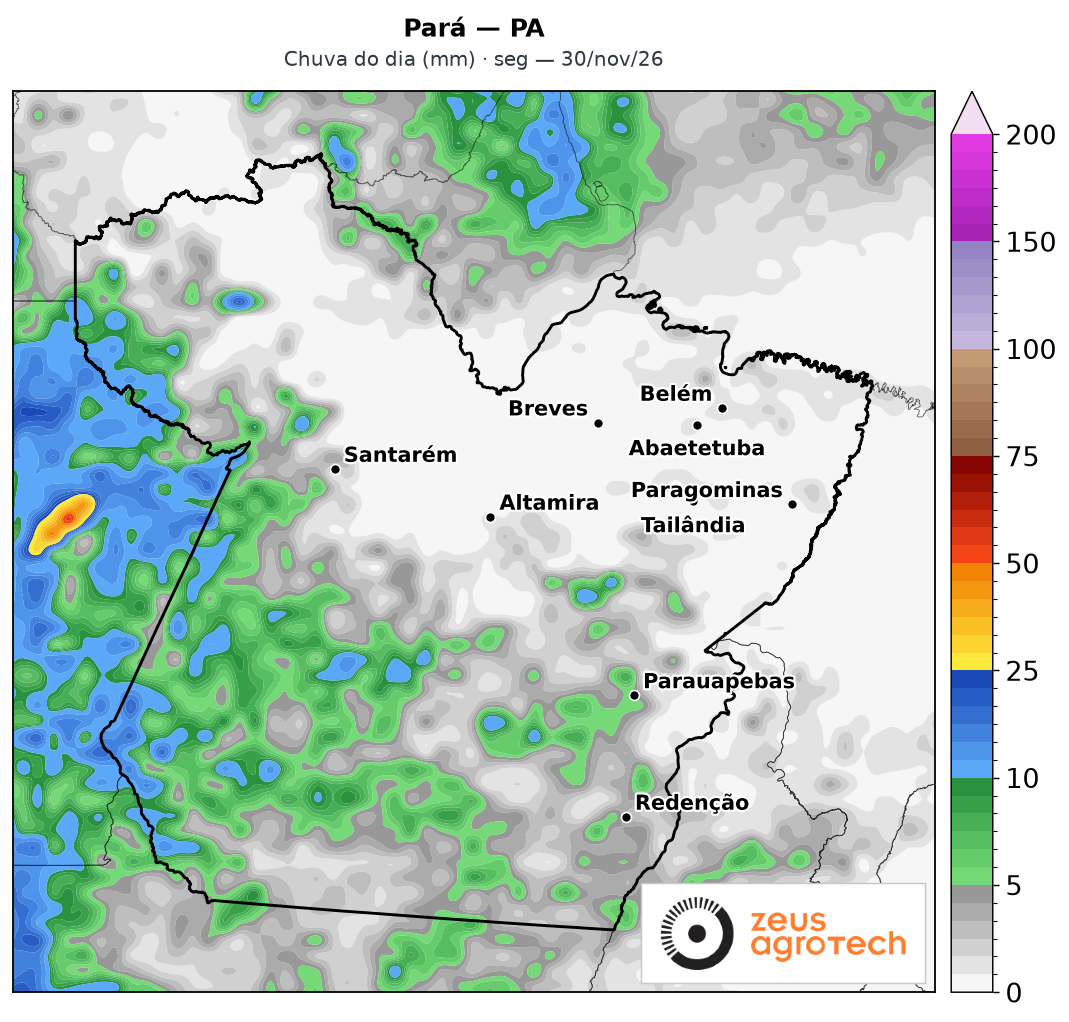 Pará — PA
Chuva do dia (mm) · seg — 30/nov/26
200
150
100
75
50
25
10
5
0
Belém
Breves
Abaetetuba
Santarém
Paragominas
Altamira
Tailândia
Parauapebas
Redenção
zeus
agrotech